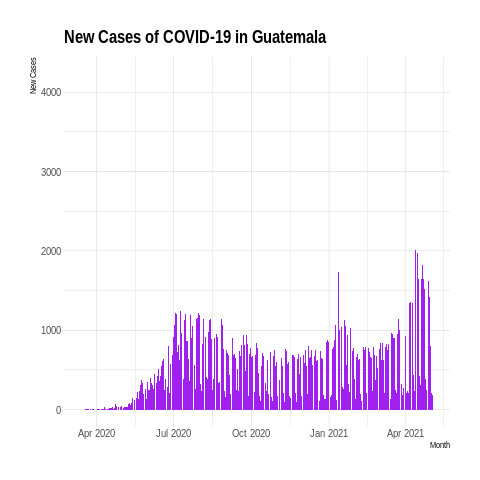 New Cases of COVID-19 in Guatemala
New Cases
4000
3000
2000
1000
0
Apr 2020 Jul 2020 Oct 2020 Jan 2021 Apr 2021
Month